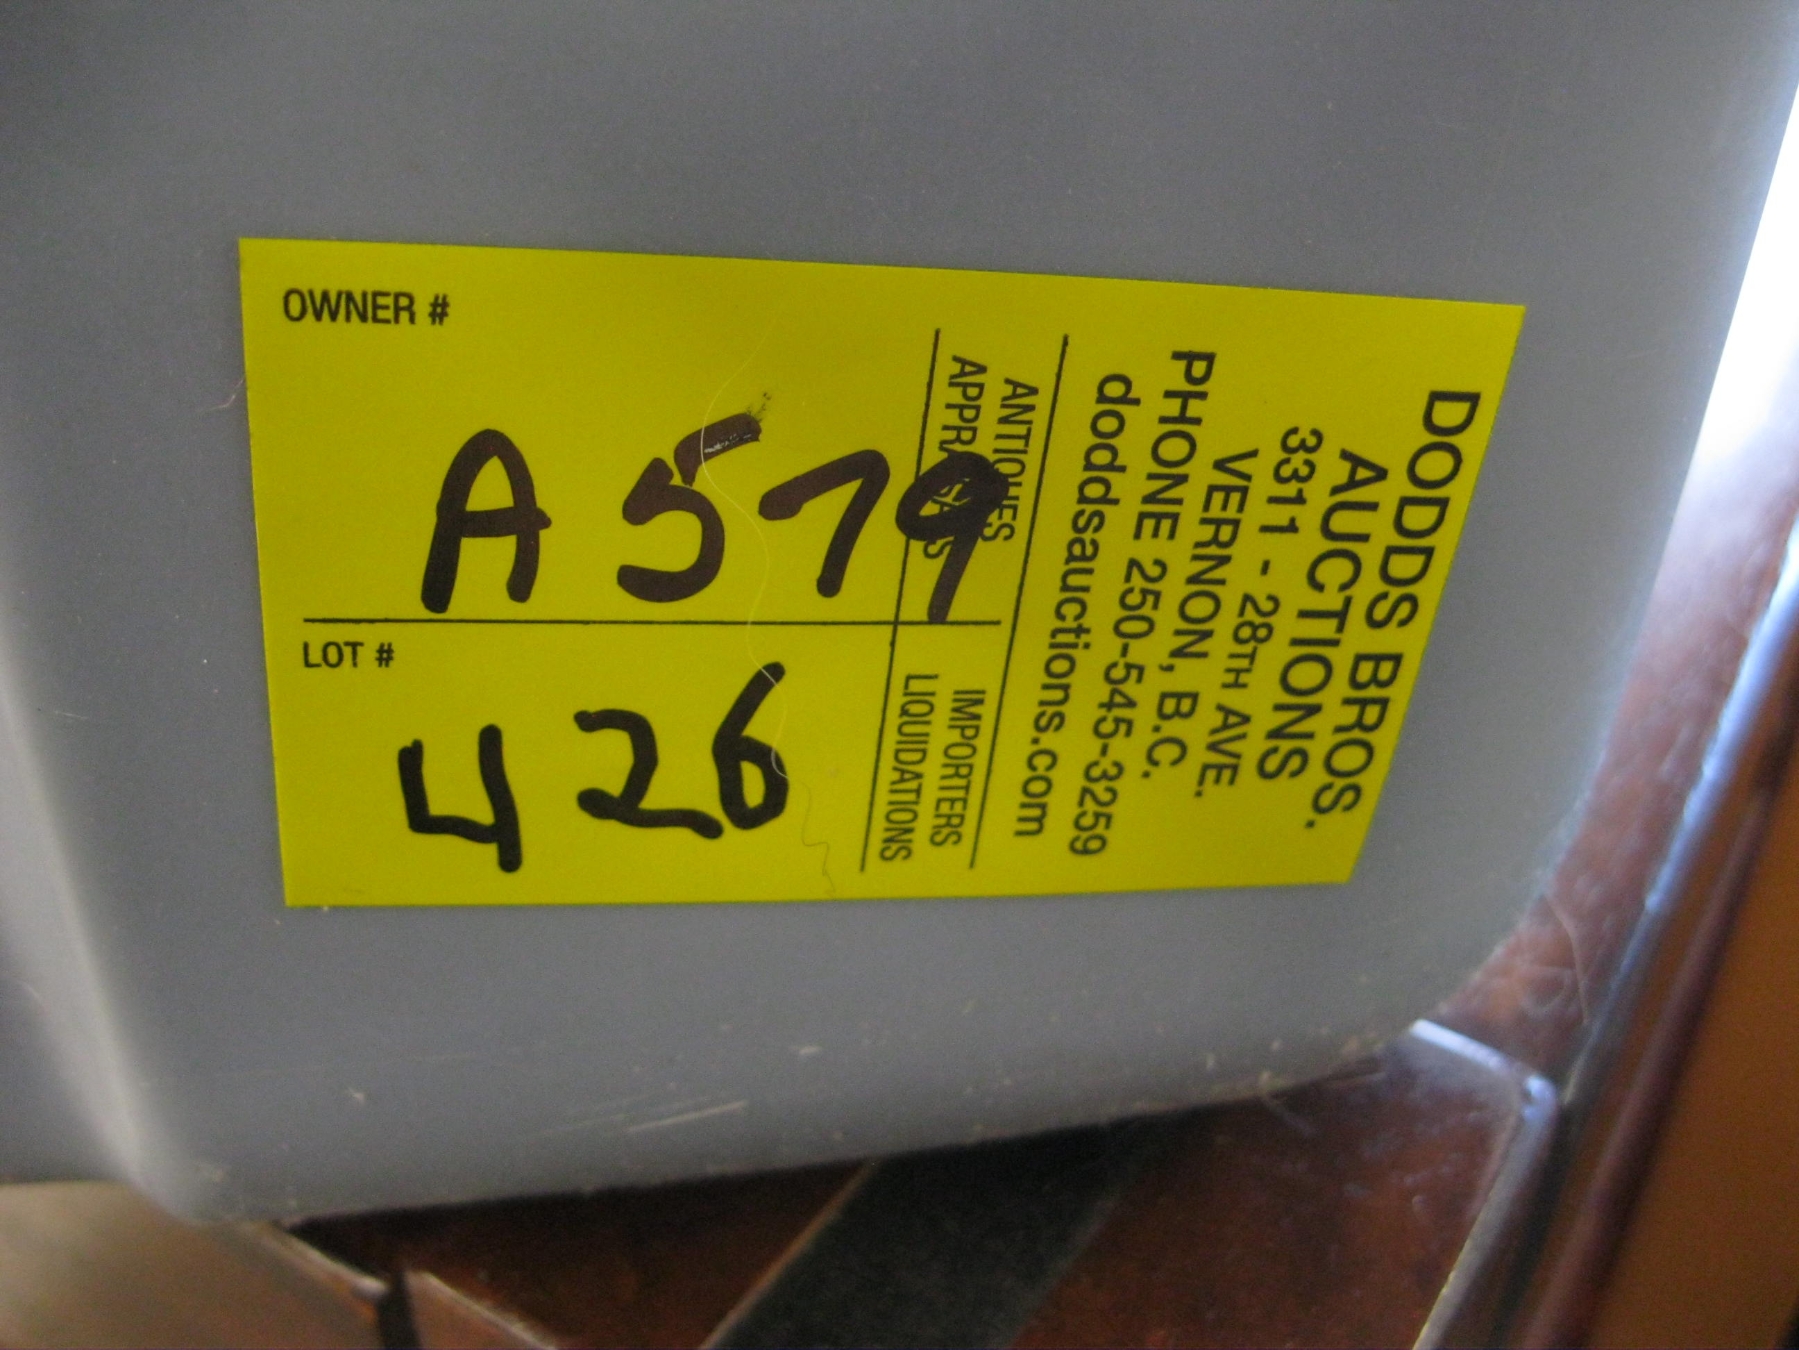 OWNER #
A 579
LOT #
426
DODDS BROS.
AUCTIONS
3311 - 28TH AVE.
VERNON, B.C.
PHONE 250-545-3259
doddsauctions.com
ANTIQUES IMPORTERS
APPRAISALS LIQUIDATIONS